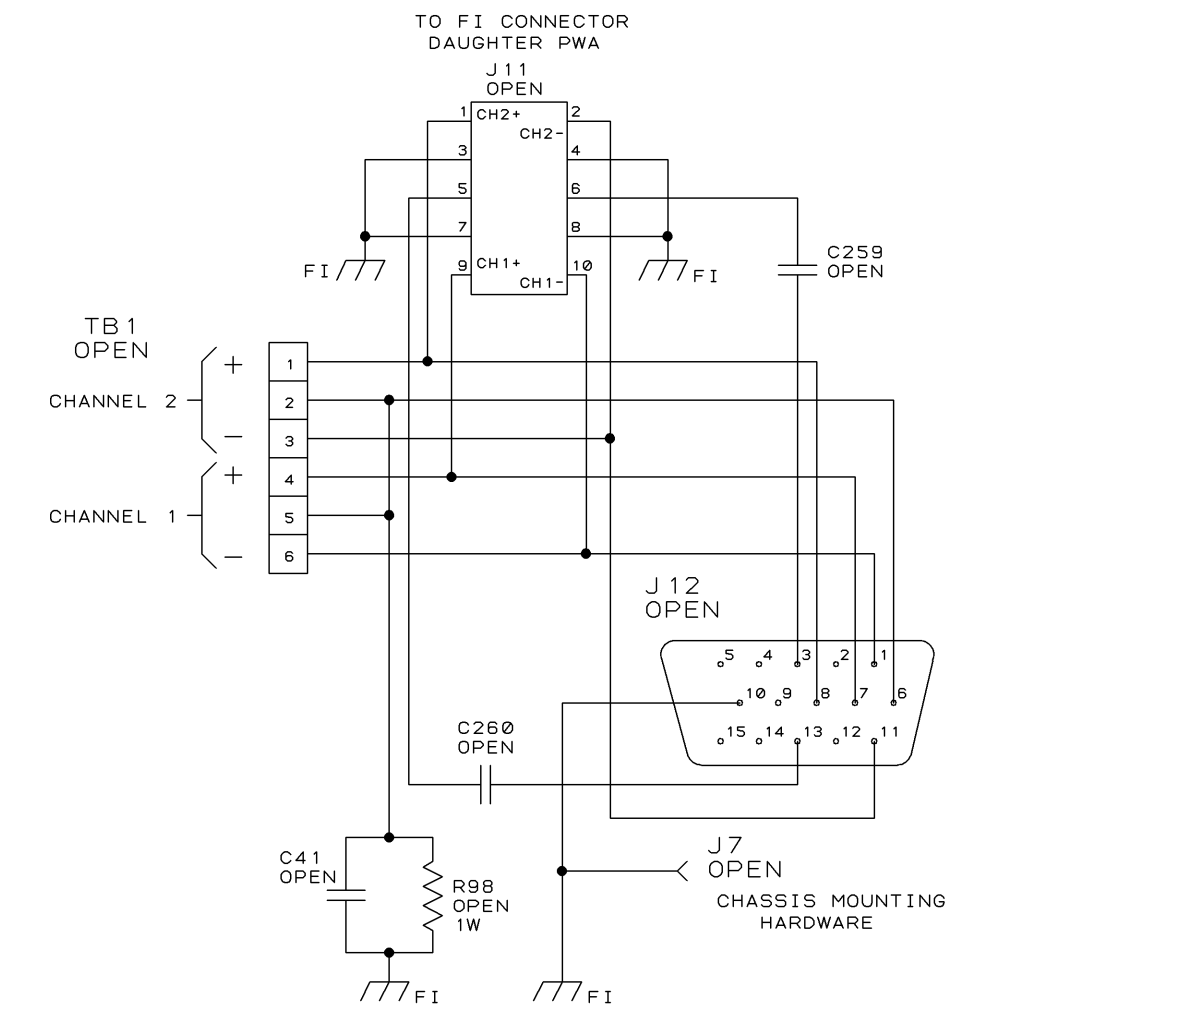 TO FI CONNECTOR
DAUGHTER PWA
J11
OPEN
1 CH2+ 2
CH2-
3 4
5 6
7 8
9 CH1+ 10
CH1-
FI
FI
C259
OPEN
TB1
OPEN
+
CHANNEL 2
-
+
CHANNEL 1
-
1
2
3
4
5
6
J12
OPEN
5 4 3 2 1
10 9 8 7 6
15 14 13 12 11
C260
OPEN
C41
OPEN
R98
OPEN
1W
J7
OPEN
CHASSIS MOUNTING
HARDWARE
FI
FI